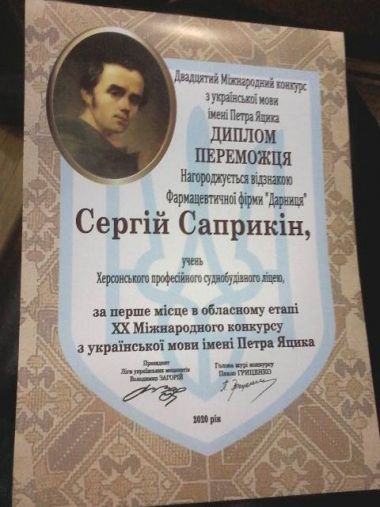 Двадцятий Міжнародний конкурс
з української мови
імені Петра Яцика
ДИПЛОМ
ПЕРЕМОЖЦЯ
Нагороджується відзнакою
Фармацевтичної фірми "Дарниця"
Сергій Саприкін,
учень
Херсонського професійного суднобудівного ліцею,
за перше місце в обласному етапі
ХХ Міжнародного конкурсу
з української мови імені Петра Яцика
Президент
Ліги українських меценатів
Володимир ЗАГОРІЙ
Голова журі конкурсу
Павло ГРИЦЕНКО
2020 рік